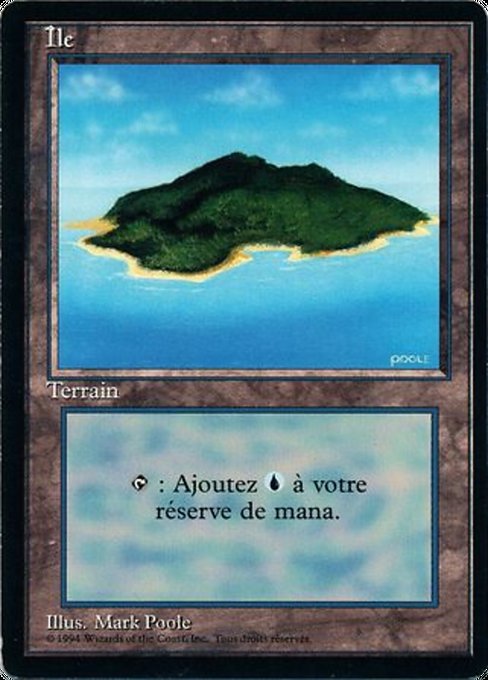 Île
POOLE
Terrain
: Ajoutez à votre
réserve de mana.
Illus. Mark Poole
© 1994 Wizards of the Coast, Inc. Tous droits réservés.